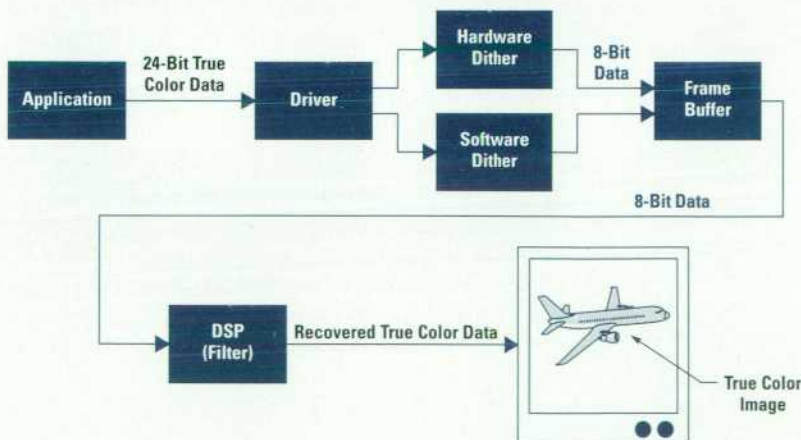 Application
24-Bit True
Color Data
Driver
Hardware
Dither
Software
Dither
8-Bit
Data
Frame
Buffer
8-Bit Data
DSP
(Filter)
Recovered True Color Data
True Color
Image